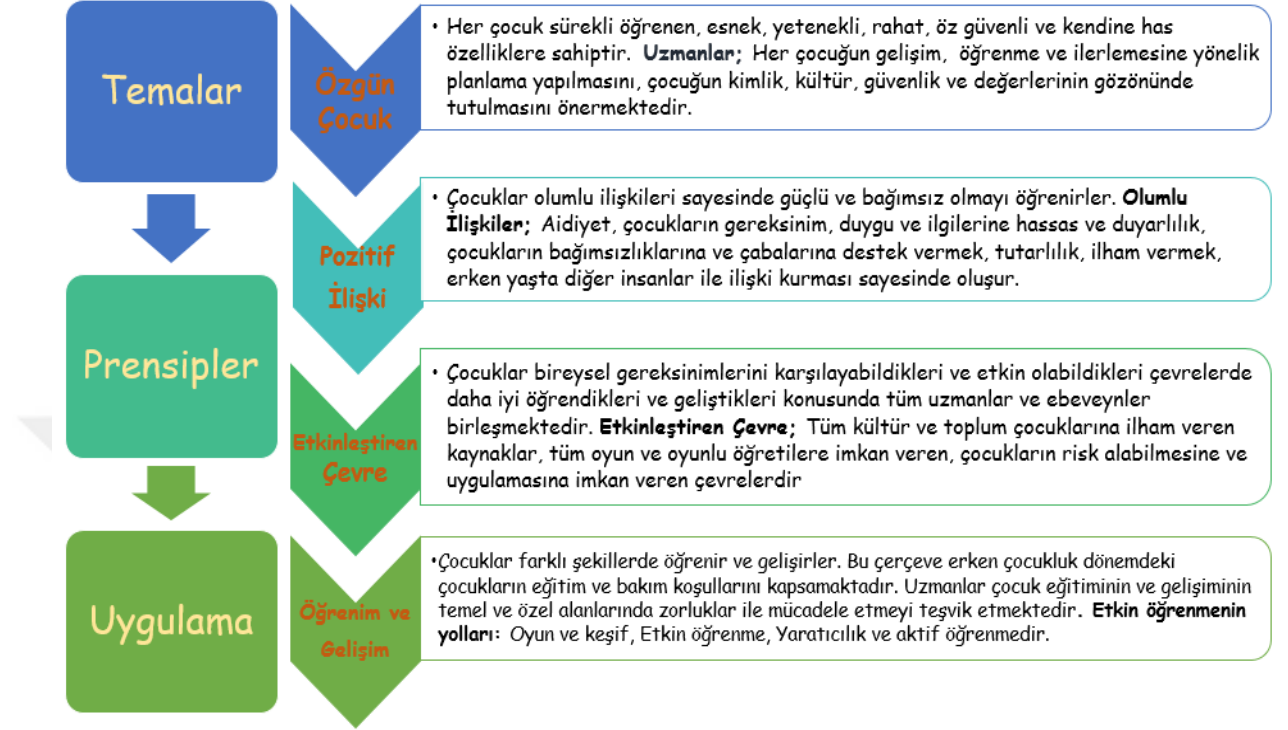 Temalar
Özgün
Çocuk
• Her çocuk sürekli öğrenen, esnek, yetenekli, rahat, öz güvenli ve kendine has
özelliklere sahiptir. Uzmanlar; Her çocuğun gelişim, öğrenme ve ilerlemesine yönelik
planlama yapılmasını, çocuğun kimlik, kültür, güvenlik ve değerlerinin gözönünde
tutulmasını önermektedir.
Pozitif
İlişki
• Çocuklar olumlu ilişkileri sayesinde güçlü ve bağımsız olmayı öğrenirler. Olumlu
İlişkiler; Aidiyet, çocukların gereksinim, duygu ve ilgilerine hassas ve duyarlılık,
çocukların bağımsızlıklarına ve çabalarına destek vermek, tutarlılık, ilham vermek,
erken yaşta diğer insanlar ile ilişki kurması sayesinde oluşur.
Prensipler
Etkinleştiren
Çevre
• Çocuklar bireysel gereksinimlerini karşılayabildikleri ve etkin olabildikleri çevrelerde
daha iyi öğrendikleri ve geliştikleri konusunda tüm uzmanlar ve ebeveynler
birleşmektedir. Etkinleştiren Çevre; Tüm kültür ve toplum çocuklarına ilham veren
kaynaklar, tüm oyun ve oyunlu öğretilere imkan veren, çocukların risk alabilmesine ve
uygulamasına imkan veren çevrelerdir
Uygulama
Öğrenim ve
Gelişim
•Çocuklar farklı şekillerde öğrenir ve gelişirler. Bu çerçeve erken çocukluk dönemdeki
çocukların eğitim ve bakım koşullarını kapsamaktadır. Uzmanlar çocuk eğitiminin ve gelişiminin
temel ve özel alanlarında zorluklar ile mücadele etmeyi teşvik etmektedir. Etkin öğrenmenin
yolları: Oyun ve keşif, Etkin öğrenme, Yaratıcılık ve aktif öğrenmedir.